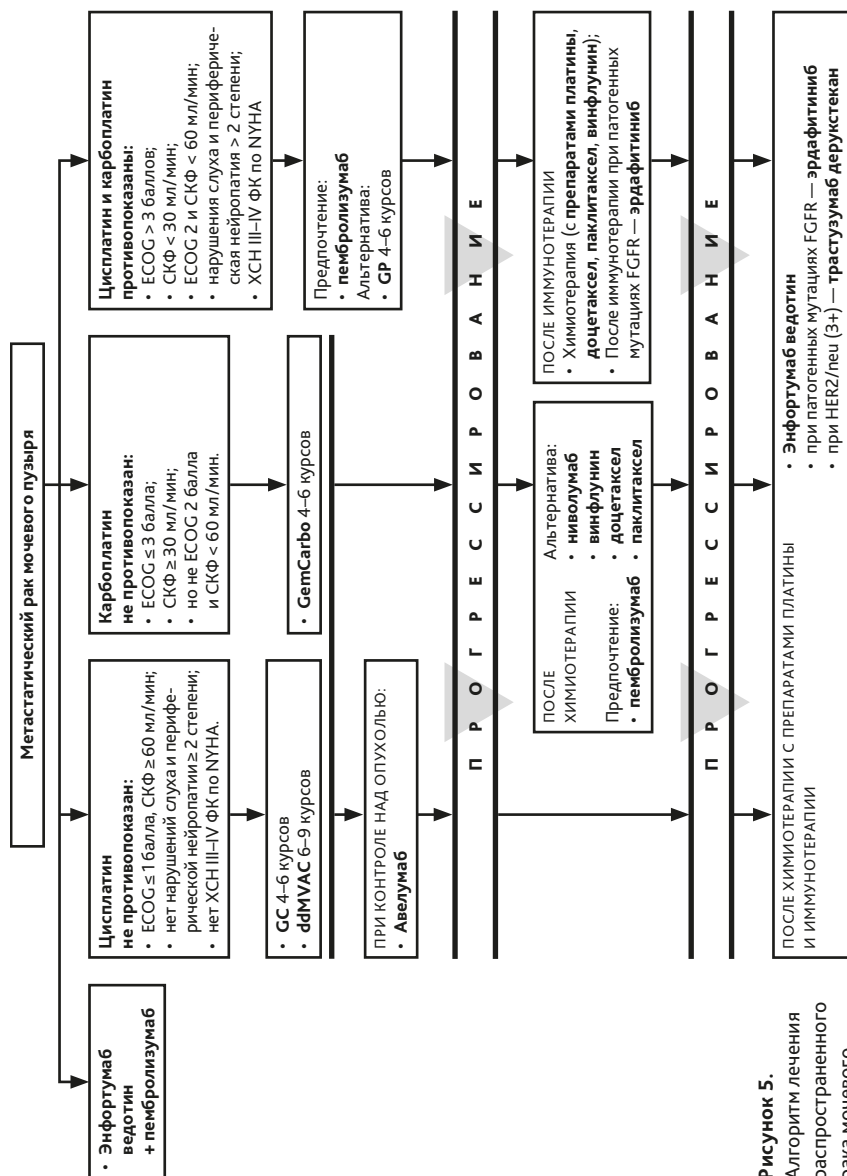 Метастатический рак мочевого пузыря
• Энфортумаб
ведотин
+ пембролизумаб
Цисплатин
не противопоказан:
• ECOG ≤ 1 балла, СКФ ≥ 60 мл/мин;
• нет нарушений слуха и перифе-
рической нейропатии ≥ 2 степени;
• нет ХСН III–IV ФК по NYHA.
• GC 4–6 курсов
• ddMVAC 6–9 курсов
ПРИ КОНТРОЛЕ НАД ОПУХОЛЬЮ:
• Авелумаб
Карбоплатин
не противопоказан:
• ECOG ≤ 3 балла;
• СКФ ≥ 30 мл/мин;
• но не ECOG 2 балла
и СКФ < 60 мл/мин.
• GemCarbo 4–6 курсов
Цисплатин и карбоплатин
противопоказаны:
• ECOG > 3 баллов;
• СКФ < 30 мл/мин;
• ECOG 2 и СКФ < 60 мл/мин;
• нарушения слуха и перифериче-
ская нейропатия > 2 степени;
• ХСН III–IV ФК по NYHA
Предпочтение:
• пембролизумаб
Альтернатива:
• GP 4–6 курсов
ПРОГРЕССИРОВАНИЕ
ПОСЛЕ
ХИМИОТЕРАПИИ
Предпочтение:
• пембролизумаб
Альтернатива:
• ниволумаб
• винфлунин
• доцетаксел
• паклитаксел
ПОСЛЕ ИММУНОТЕРАПИИ
• Химиотерапия (с препаратами платины,
доцетаксел, паклитаксел, винфлунин);
• После иммунотерапии при патогенных
мутациях FGFR — эрдафитиниб
ПРОГРЕССИРОВАНИЕ
ПОСЛЕ ХИМИОТЕРАПИИ С ПРЕПАРАТАМИ ПЛАТИНЫ
И ИММУНОТЕРАПИИ
• Энфортумаб ведотин
• при патогенных мутациях FGFR — эрдафитиниб
• при HER2/neu (3+) — трастузумаб дерукстекан
Рисунок 5.
Алгоритм лечения
распространенного
рака мочевого